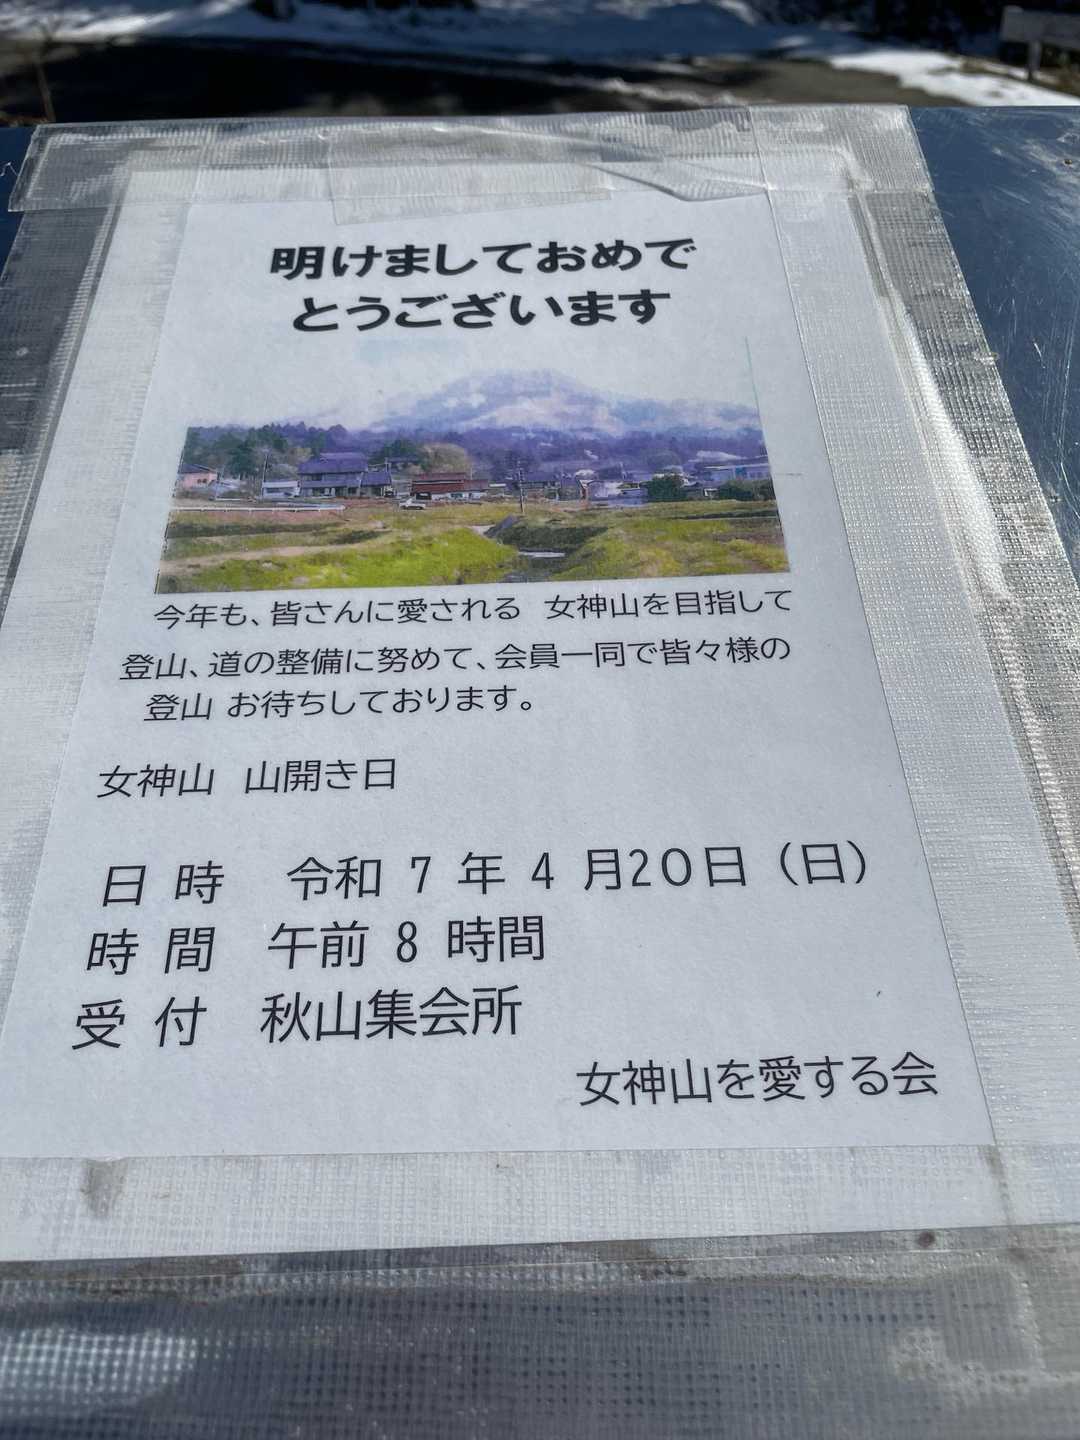 明けましておめで
とうございます
今年も、皆さんに愛される　女神山を目指して
登山、道の整備に努めて、会員一同で皆々様の
登山 お待ちしております。
女神山　山開き日
日 時　令和 7 年 4 月20日（日）
時 間　午前 8 時間
受 付　秋山集会所
女神山を愛する会